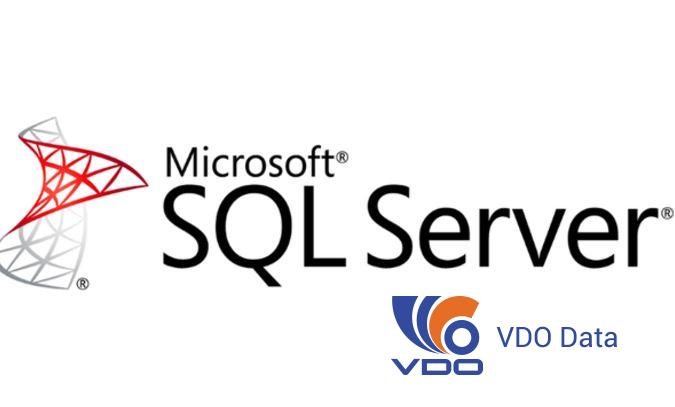 Microsoft®
SQL Server®
®
VDO Data
VDO